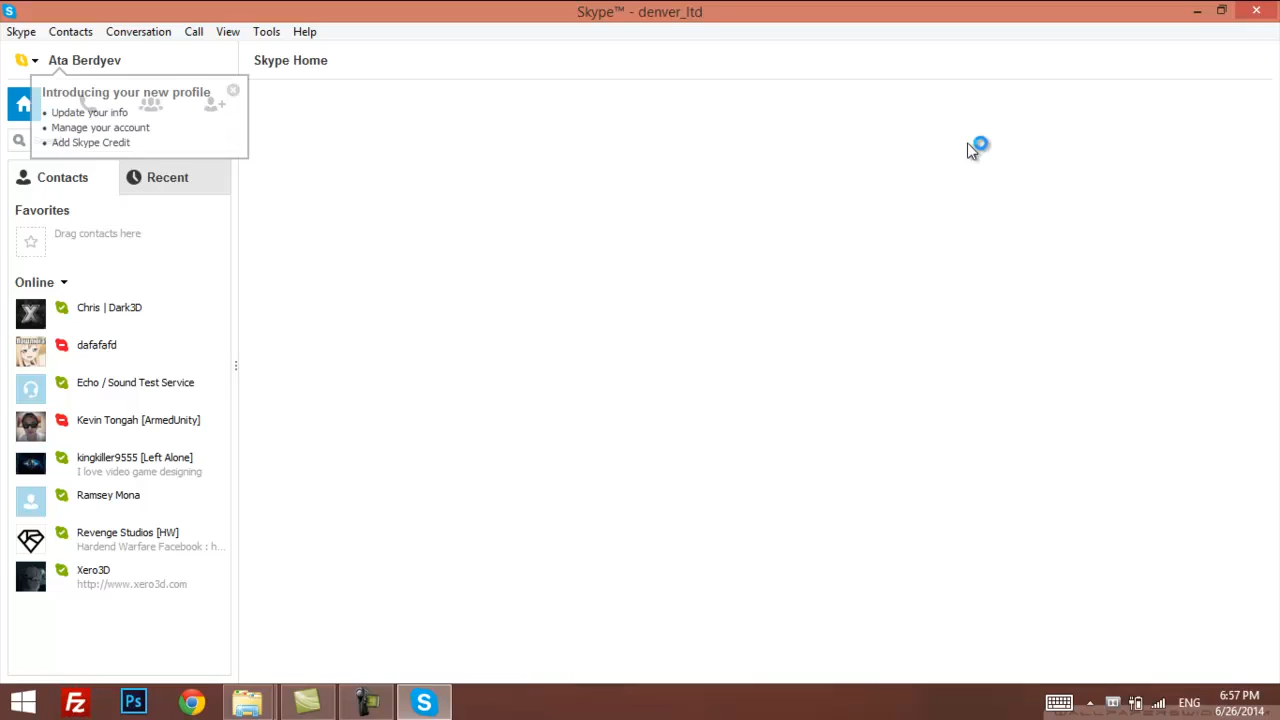 Skype™ - denver_ltd
Skype Contacts Conversation Call View Tools Help
Ata Berdyev
Skype Home
Introducing your new profile
• Update your info
• Manage your account
• Add Skype Credit
Contacts
Recent
Favorites
Drag contacts here
Online
Chris | Dark3D
dafafafd
Echo / Sound Test Service
Kevin Tongah [ArmedUnity]
kingkiller9555 [Left Alone]
I love video game designing
Ramsey Mona
Revenge Studios [HW]
Hardend Warfare Facebook : h...
Xero3D
http://www.xero3d.com
Fz
Ps
ENG
6:57 PM
6/26/2014